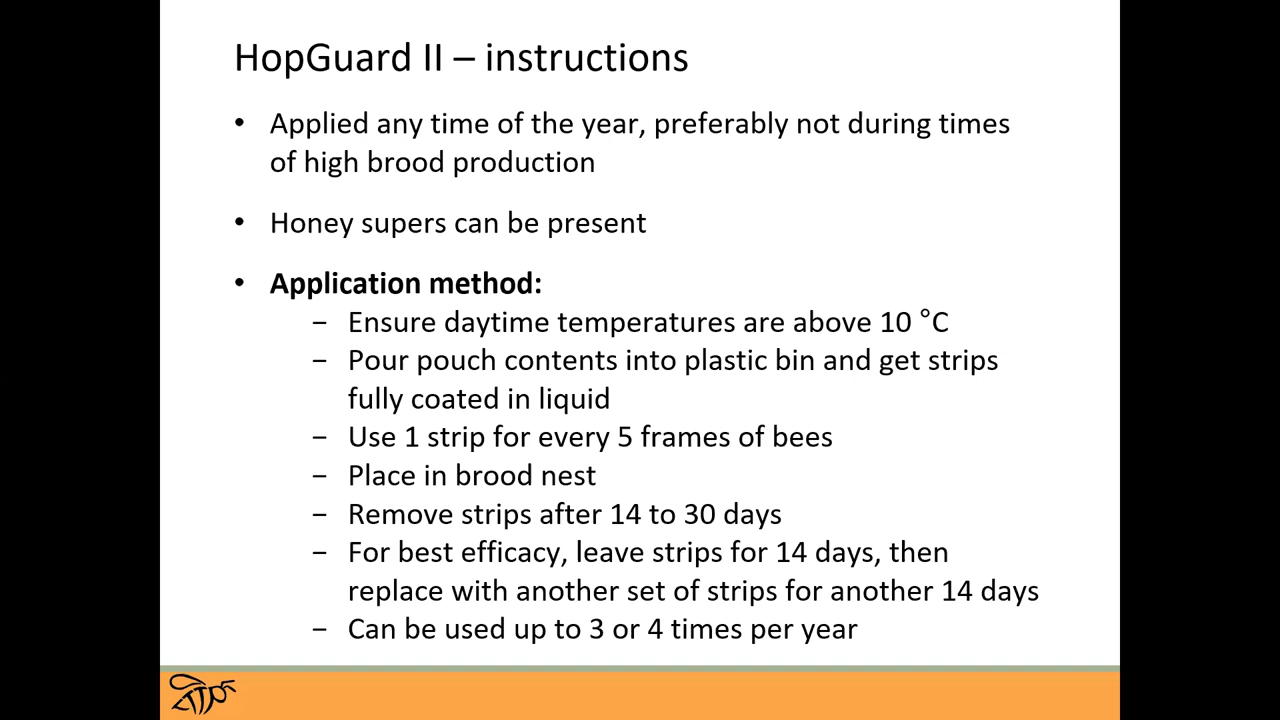 HopGuard II – instructions
• Applied any time of the year, preferably not during times
of high brood production
• Honey supers can be present
• Application method:
– Ensure daytime temperatures are above 10 °C
– Pour pouch contents into plastic bin and get strips
fully coated in liquid
– Use 1 strip for every 5 frames of bees
– Place in brood nest
– Remove strips after 14 to 30 days
– For best efficacy, leave strips for 14 days, then
replace with another set of strips for another 14 days
– Can be used up to 3 or 4 times per year